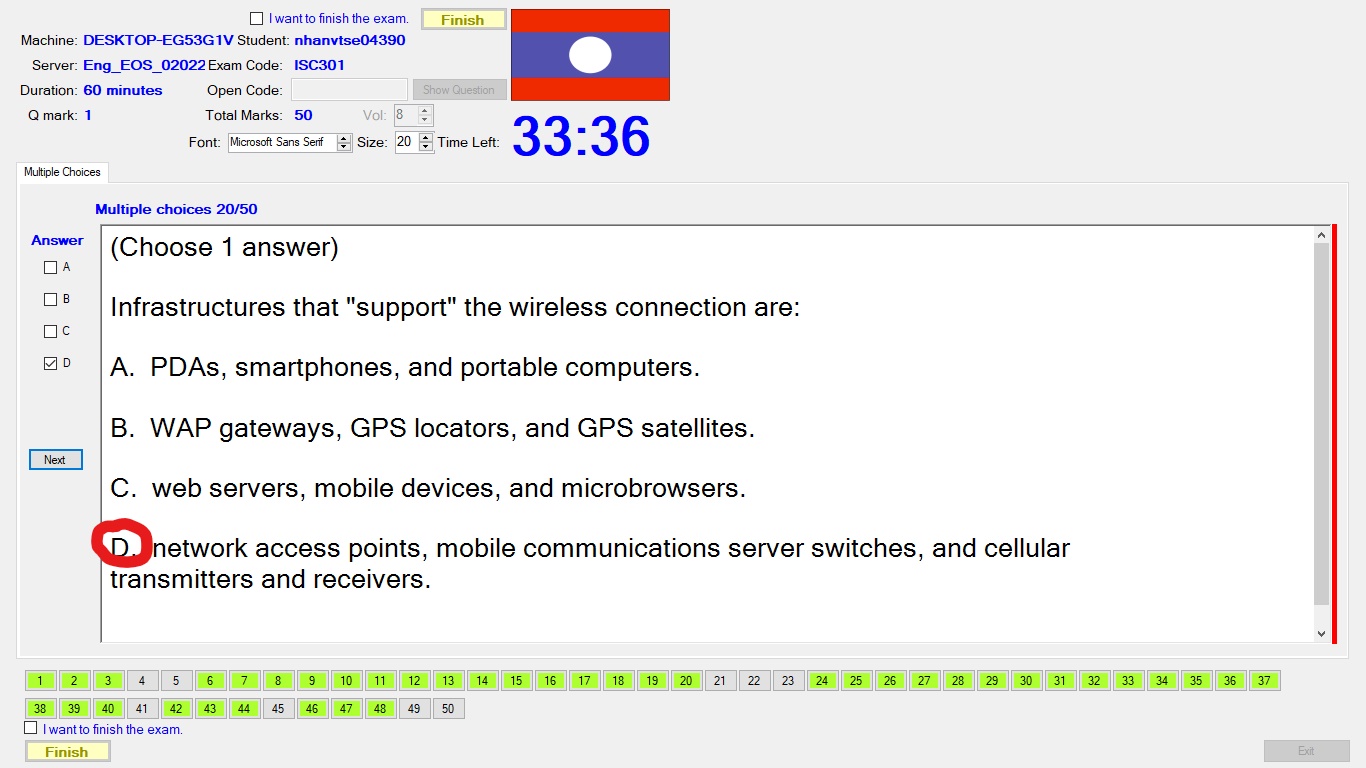 I want to finish the exam. Finish
Machine: DESKTOP-EG53G1V Student: nhanvtse04390
Server: Eng_EOS_02022 Exam Code: ISC301
Duration: 60 minutes Open Code: Show Question
Q mark: 1 Total Marks: 50 Vol: 8
Font: Microsoft Sans Serif Size: 20 Time Left: 33:36
Multiple Choices
Multiple choices 20/50
Answer
A
B
C
D
Next
(Choose 1 answer)
Infrastructures that "support" the wireless connection are:
A. PDAs, smartphones, and portable computers.
B. WAP gateways, GPS locators, and GPS satellites.
C. web servers, mobile devices, and microbrowsers.
D. network access points, mobile communications server switches, and cellular
transmitters and receivers.
1 2 3 4 5 6 7 8 9 10 11 12 13 14 15 16 17 18 19 20 21 22 23 24 25 26 27 28 29 30 31 32 33 34 35 36 37
38 39 40 41 42 43 44 45 46 47 48 49 50
I want to finish the exam.
Finish Exit